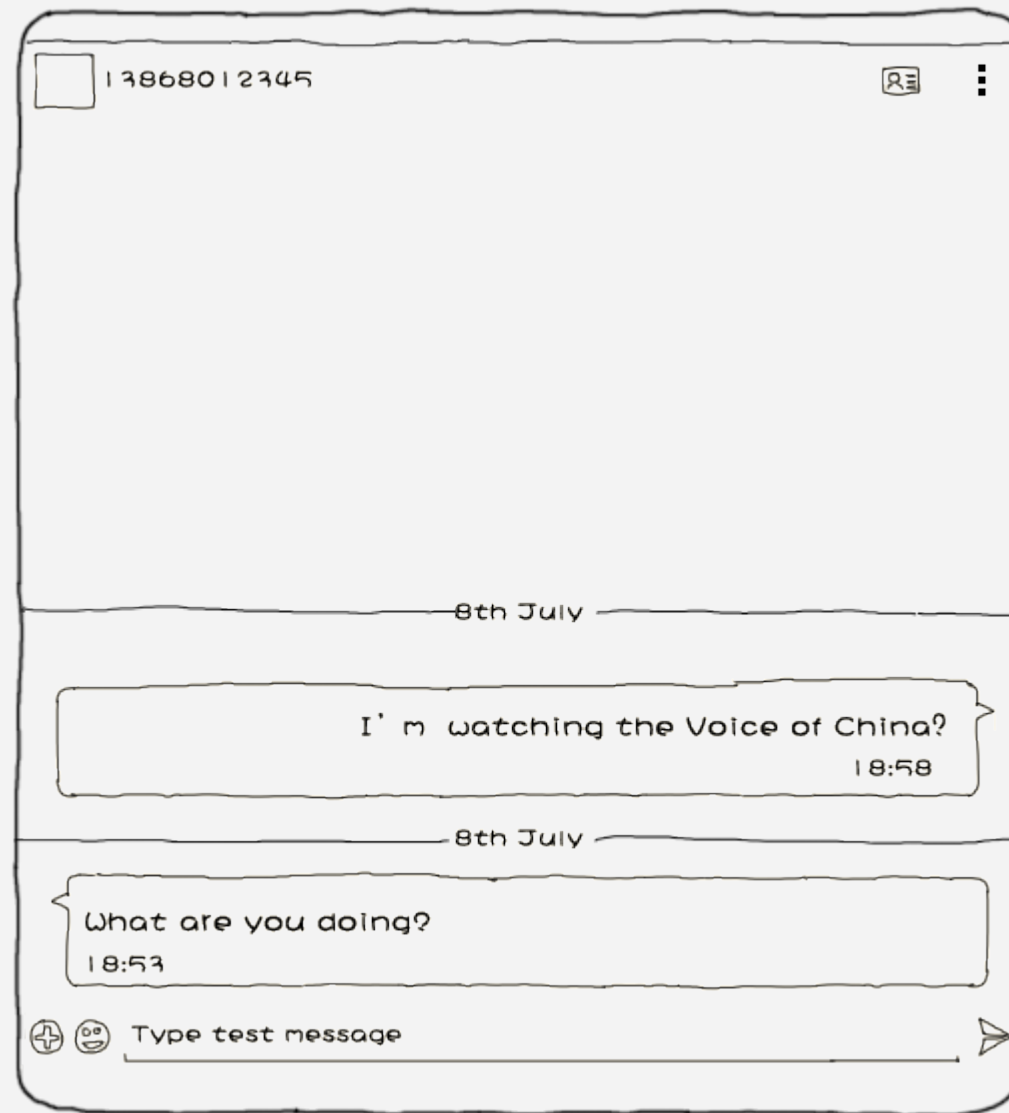 13868012345
8th July
I'm watching the Voice of China?
18:58
8th July
What are you doing?
18:53
Type test message